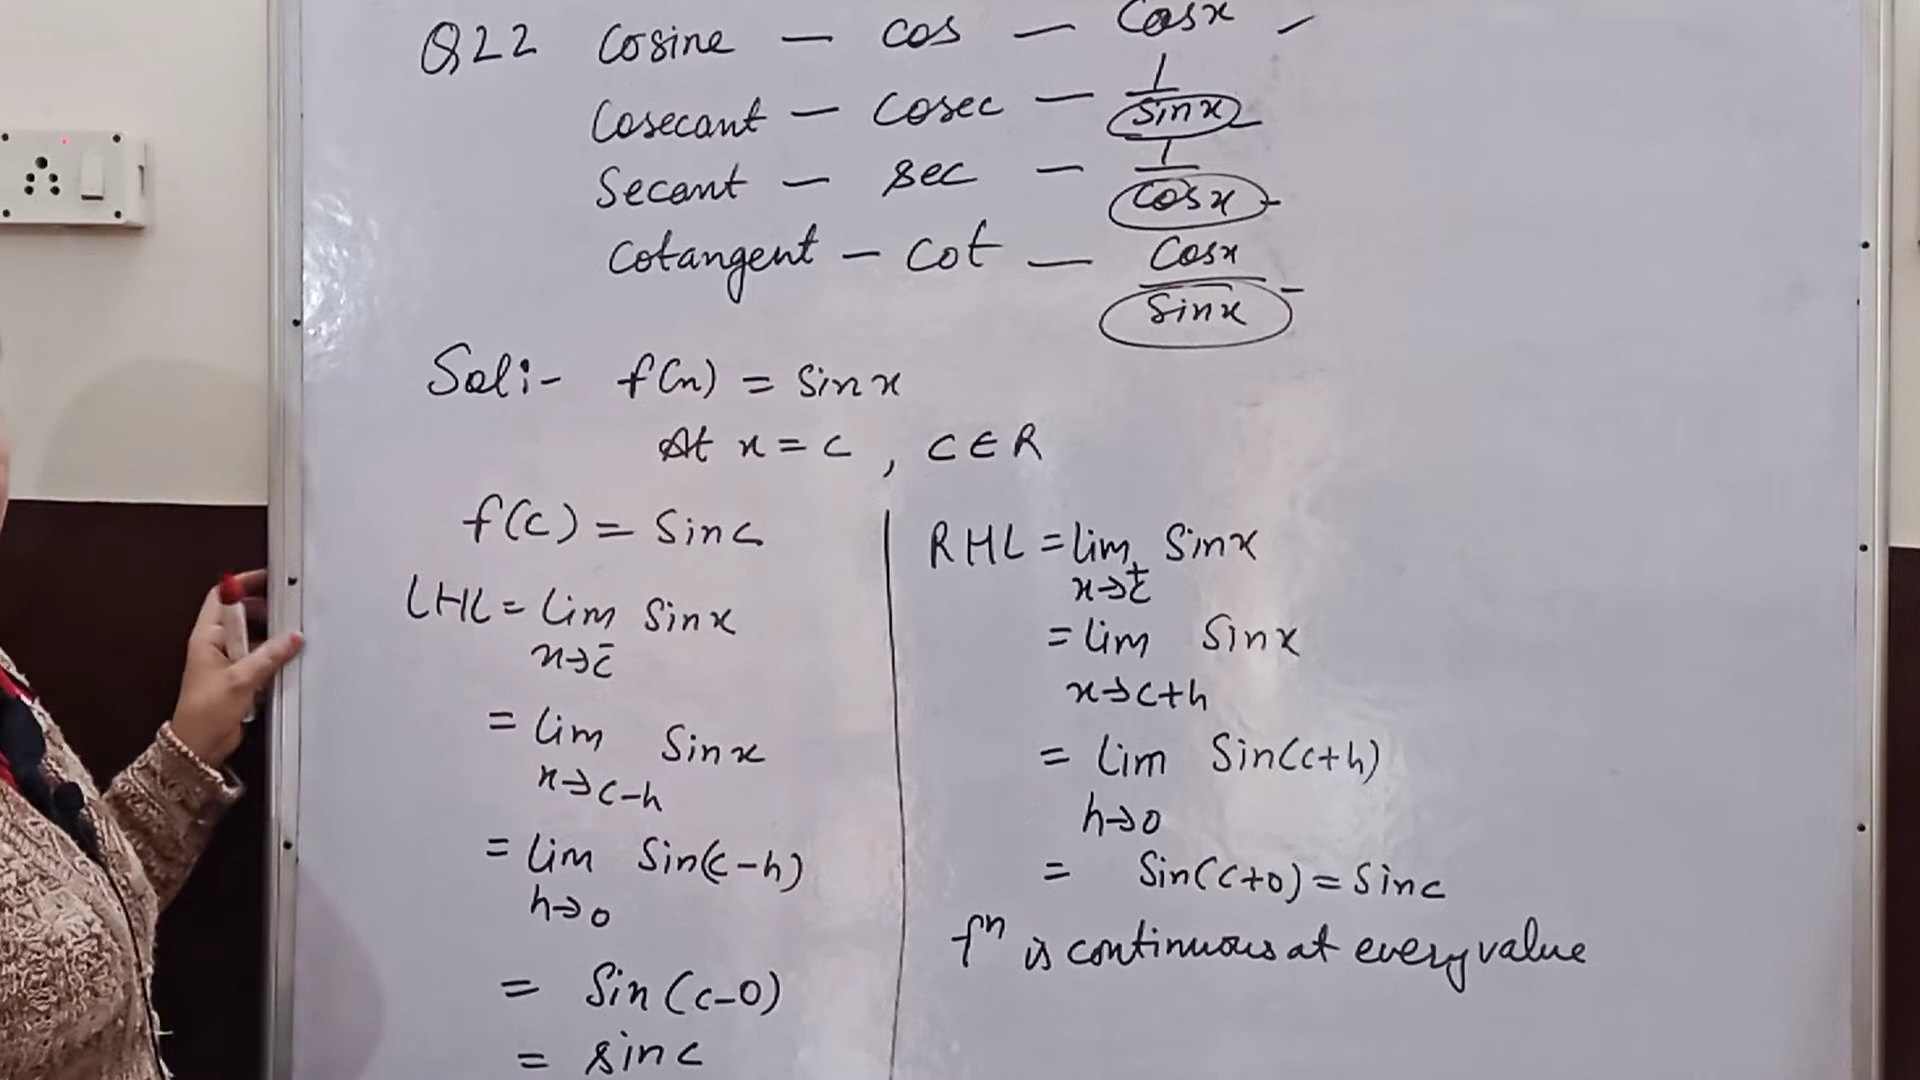 Q22 Cosine — cos — Cosx
Cosecant — Cosec — 1/sinx
Secant — sec — 1/cosx
Cotangent — Cot — Cosx/Sinx
Sol:- f(n) = Sinx
At x = c , C ∈ R
f(c) = Sinc
LHL = Lim Sinx
x→c⁻
= Lim Sinx
x→c-h
= Lim Sin(c-h)
h→0
= Sin(c-0)
= sinc
RHL = Lim Sinx
x→c⁺
= Lim Sinx
x→c+h
= Lim Sin(c+h)
h→0
= Sin(c+0) = Sinc
fⁿ is continuous at every value